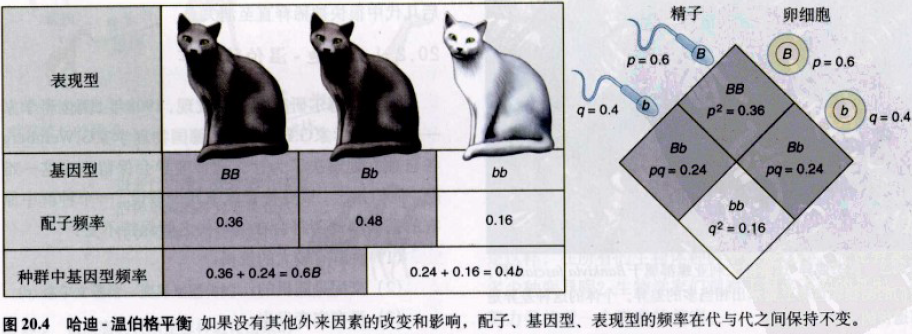 表现型
基因型 BB Bb bb
配子频率 0.36 0.48 0.16
种群中基因型频率 0.36 + 0.24 = 0.6B 0.24 + 0.16 = 0.4b
精子 卵细胞
B p = 0.6 B p = 0.6
b q = 0.4 b q = 0.4
BB
p² = 0.36
Bb Bb
pq = 0.24 pq = 0.24
bb
q² = 0.16
图 20.4 哈迪-温伯格平衡 如果没有其他外来因素的改变和影响，配子、基因型、表现型的频率在代与代之间保持不变。